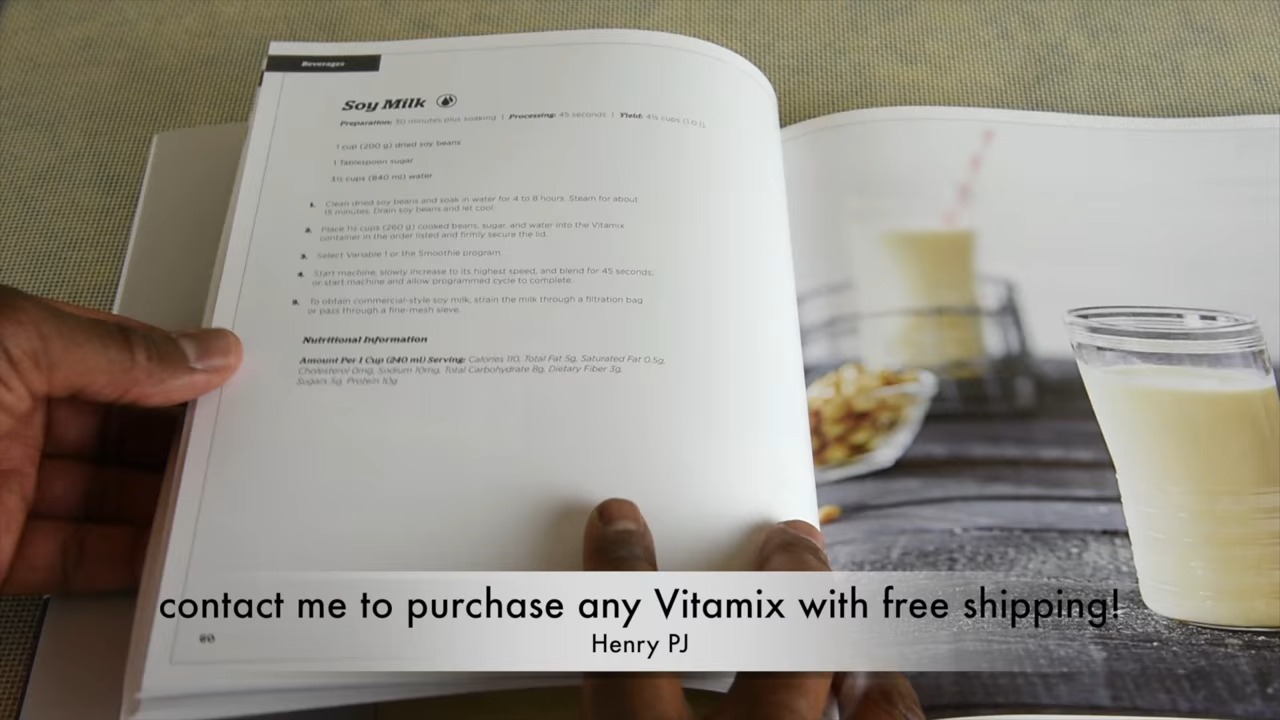 Beverages
Soy Milk
Preparation: 30 minutes plus soaking | Processing: 45 seconds | Yield: 4¼ cups (1.0 l)
1 cup (200 g) dried soy beans
1 Tablespoon sugar
3½ cups (840 ml) water
1. Clean dried soy beans and soak in water for 4 to 8 hours. Steam for about
15 minutes. Drain soy beans and let cool.
2. Place 1½ cups (260 g) cooked beans, sugar, and water into the Vitamix
container in the order listed and firmly secure the lid.
3. Select Variable 1 or the Smoothie program.
4. Start machine, slowly increase to its highest speed, and blend for 45 seconds;
or start machine and allow programmed cycle to complete.
5. To obtain commercial-style soy milk, strain the milk through a filtration bag
or pass through a fine-mesh sieve.
Nutritional Information
Amount Per 1 Cup (240 ml) Serving: Calories 110, Total Fat 5g, Saturated Fat 0.5g,
Cholesterol 0mg, Sodium 10mg, Total Carbohydrate 8g, Dietary Fiber 3g,
Sugars 5g, Protein 10g
contact me to purchase any Vitamix with free shipping!
Henry PJ